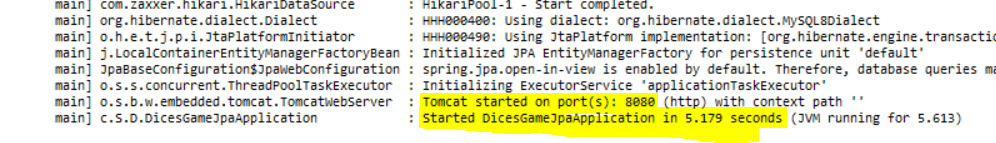 main] com.zaxxer.hikari.HikariDataSource : HikariPool-1 - Start completed.
main] org.hibernate.dialect.Dialect : HHH000400: Using dialect: org.hibernate.dialect.MySQL8Dialect
main] o.h.e.t.j.p.i.JtaPlatformInitiator : HHH000490: Using JtaPlatform implementation: [org.hibernate.engine.transactio
main] j.LocalContainerEntityManagerFactoryBean : Initialized JPA EntityManagerFactory for persistence unit 'default'
main] JpaBaseConfiguration$JpaWebConfiguration : spring.jpa.open-in-view is enabled by default. Therefore, database queries ma
main] o.s.s.concurrent.ThreadPoolTaskExecutor : Initializing ExecutorService 'applicationTaskExecutor'
main] o.s.b.w.embedded.tomcat.TomcatWebServer : Tomcat started on port(s): 8080 (http) with context path ''
main] c.S.D.DicesGameJpaApplication : Started DicesGameJpaApplication in 5.179 seconds (JVM running for 5.613)